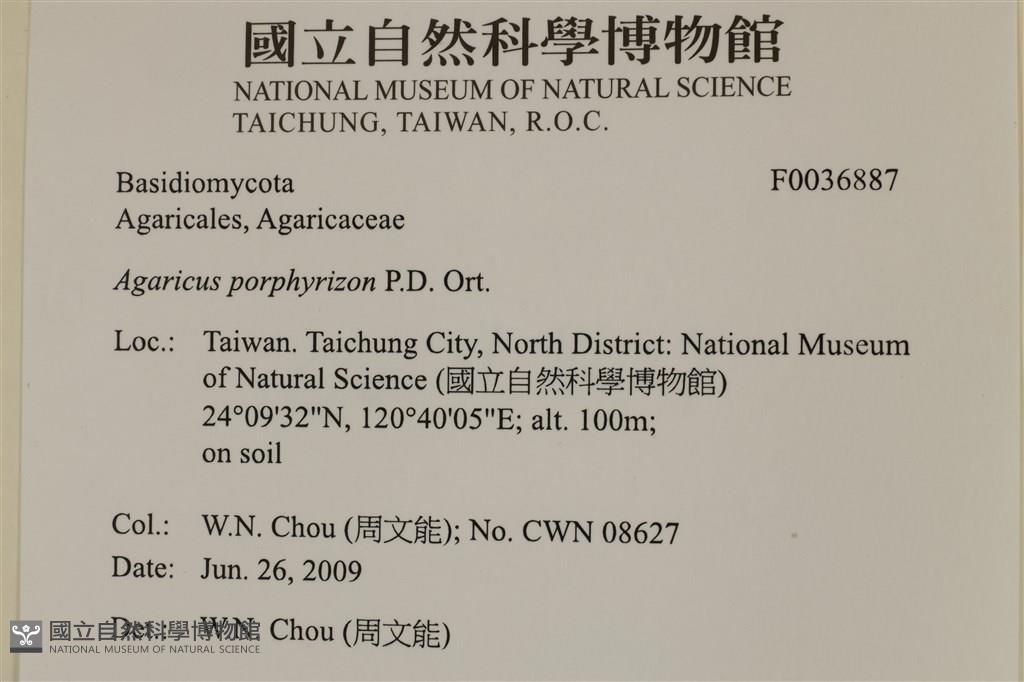 國立自然科學博物館
NATIONAL MUSEUM OF NATURAL SCIENCE
TAICHUNG, TAIWAN, R.O.C.
Basidiomycota F0036887
Agaricales, Agaricaceae
Agaricus porphyrizon P.D. Ort.
Loc.: Taiwan. Taichung City, North District: National Museum
of Natural Science (國立自然科學博物館)
24°09'32"N, 120°40'05"E; alt. 100m;
on soil
Col.: W.N. Chou (周文能); No. CWN 08627
Date: Jun. 26, 2009
Det.: W.N. Chou (周文能)
國立自然科學博物館
NATIONAL MUSEUM OF NATURAL SCIENCE